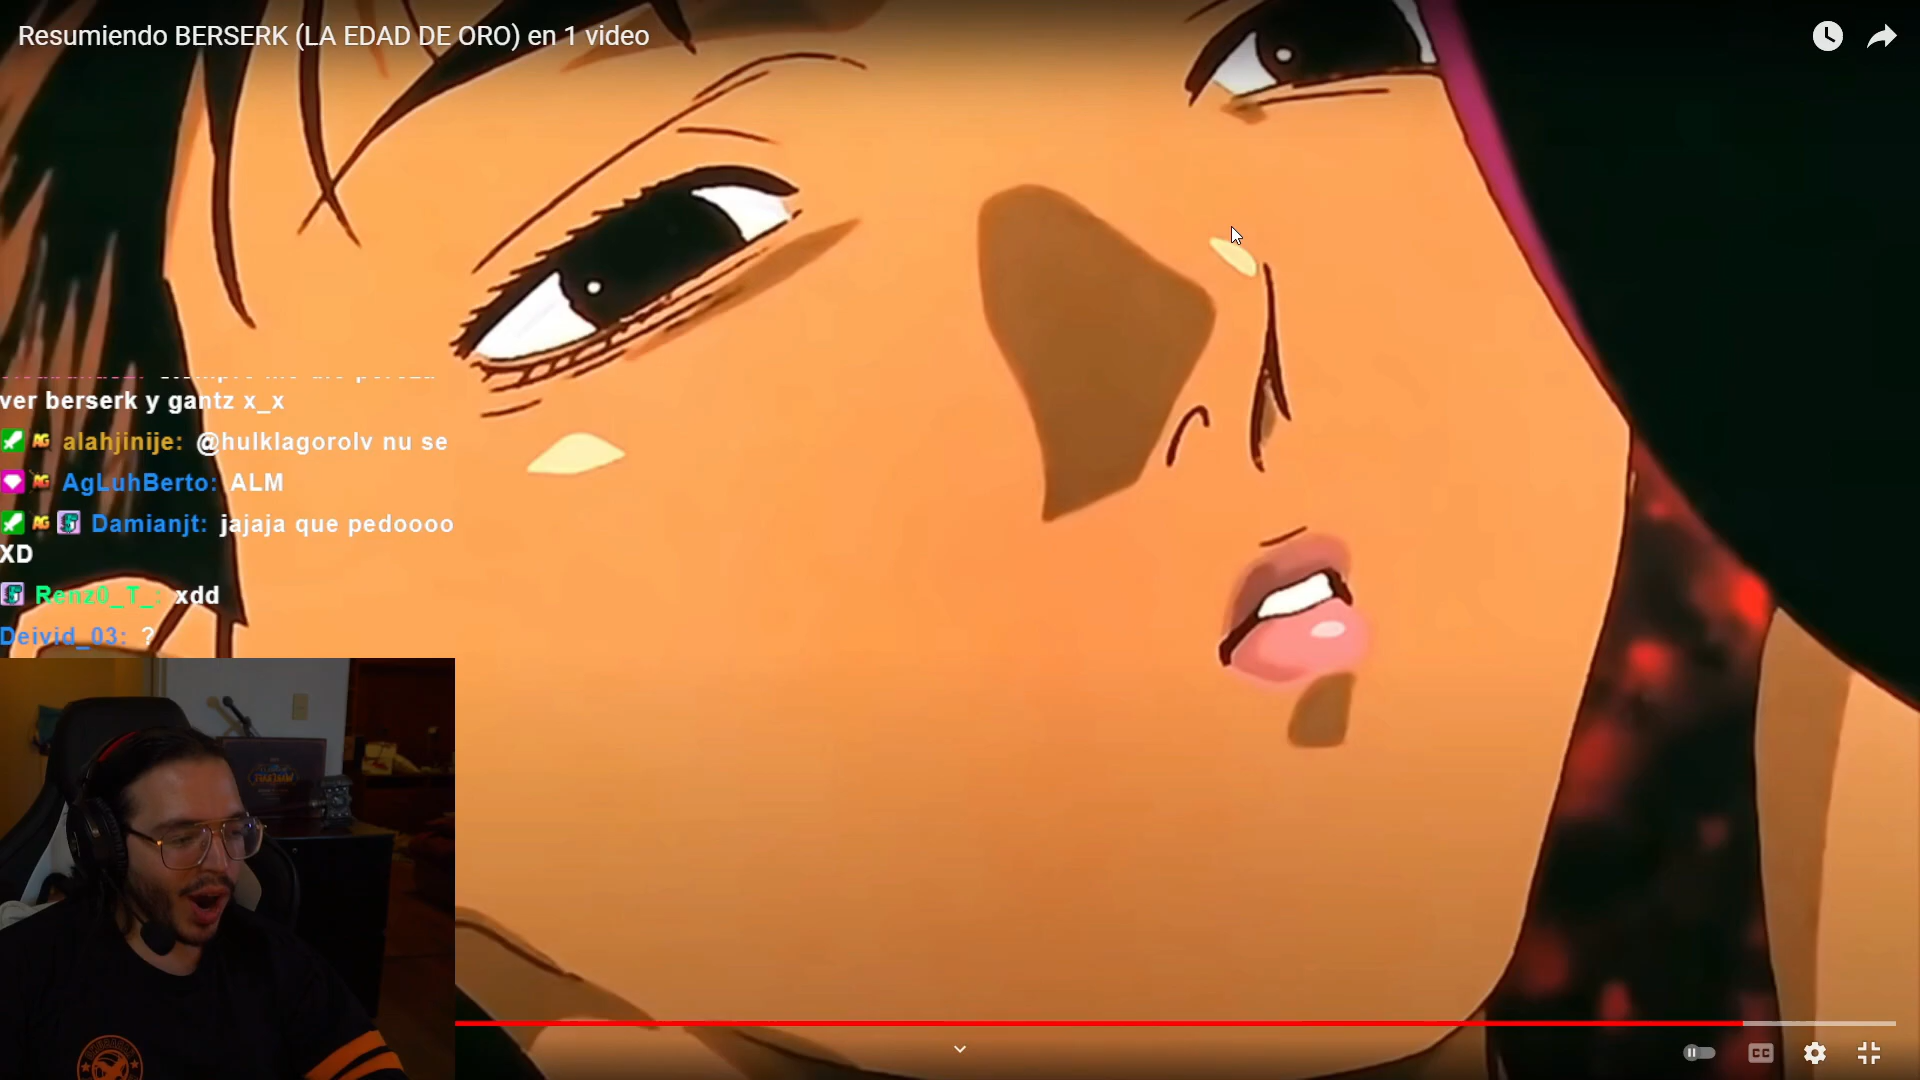 Resumiendo BERSERK (LA EDAD DE ORO) en 1 video
ver berserk y gantz x_x
alahjinije: @hulklagorolv nu se
AgLuhBerto: ALM
Damianjt: jajaja que pedoooo
XD
Renz0_T_: xdd
Deivid_03: ?
CC